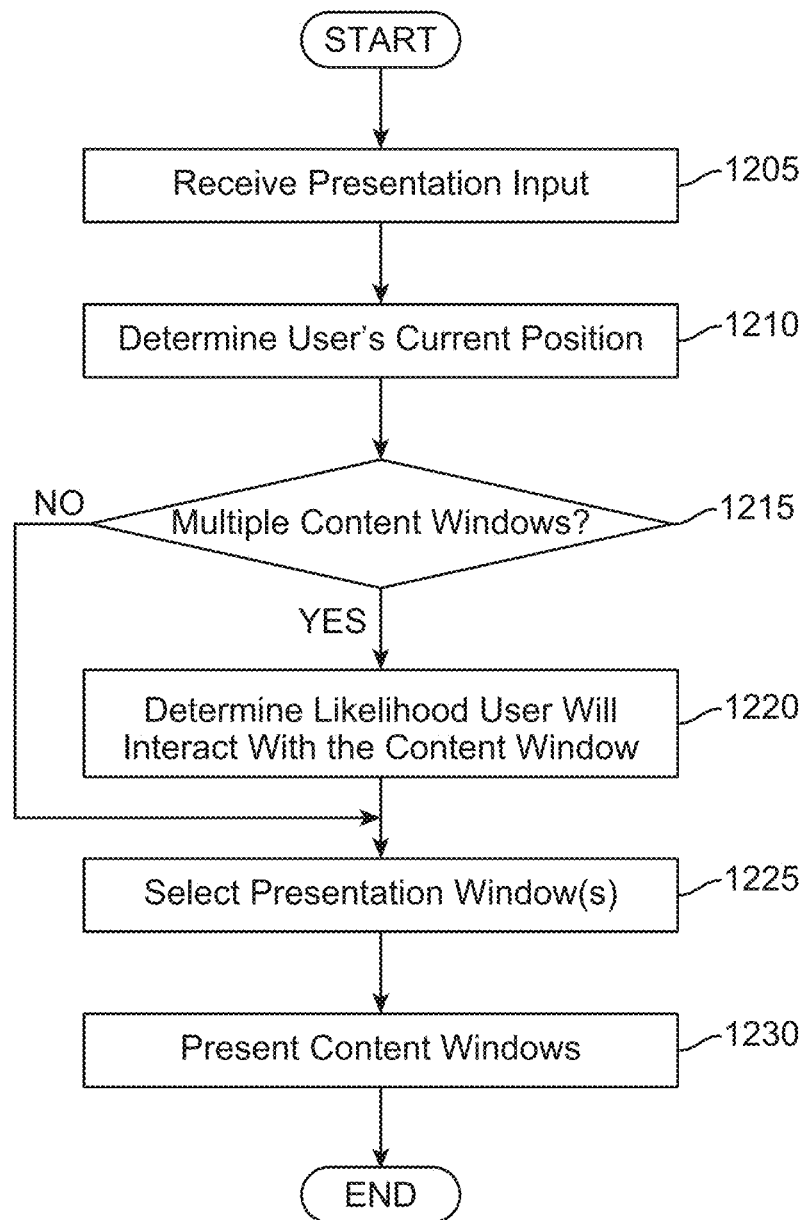 START
Receive Presentation Input
1205
Determine User's Current Position
1210
NO
Multiple Content Windows?
1215
YES
Determine Likelihood User Will
Interact With the Content Window
1220
Select Presentation Window(s)
1225
Present Content Windows
1230
END